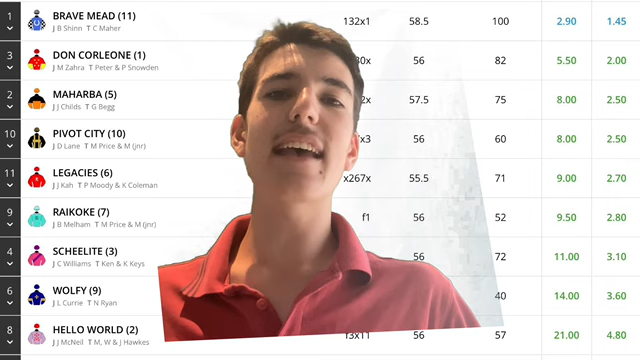 1 BRAVE MEAD (11) 132x1 58.5 100 2.90 1.45
J B Shinn T C Maher
3 DON CORLEONE (1) 0x 56 82 5.50 2.00
J M Zahra T Peter & P Snowden
2 MAHARBA (5) 2x 57.5 75 8.00 2.50
J J Childs T G Begg
10 PIVOT CITY (10) x3 56 60 8.00 2.50
J D Lane T M Price & M (jnr)
11 LEGACIES (6) x267x 55.5 71 9.00 2.70
J J Kah T P Moody & K Coleman
9 RAIKOKE (7) f1 56 52 9.50 2.80
J B Melham T M Price & M (jnr)
4 SCHEELITE (3) 56 72 11.00 3.10
J C Williams T Ken & K Keys
6 WOLFY (9) 40 14.00 3.60
J L Currie T N Ryan
8 HELLO WORLD (2) f3x11 56 57 21.00 4.80
J J McNeil T M, W & J Hawkes